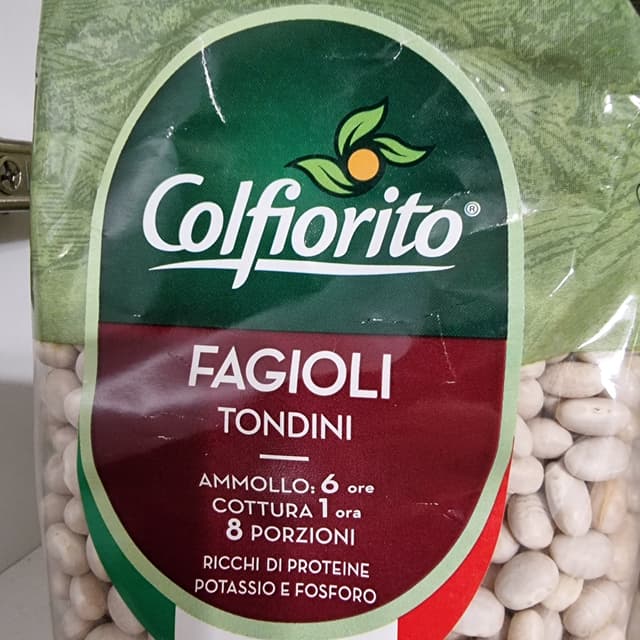 Colfiorito®
FAGIOLI
TONDINI
AMMOLLO: 6 ore
COTTURA 1 ora
8 PORZIONI
RICCHI DI PROTEINE
POTASSIO E FOSFORO